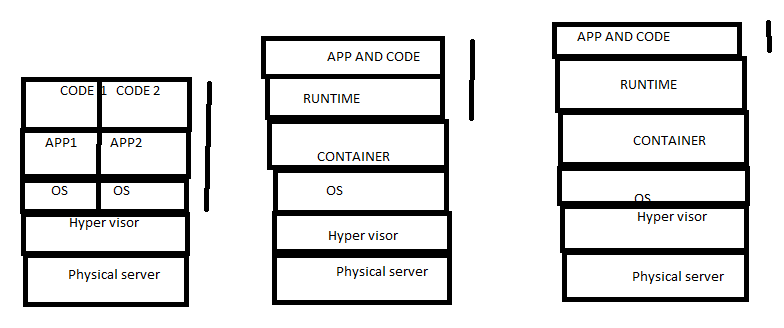 CODE 1 CODE 2
APP1 APP2
OS OS
Hyper visor
Physical server
APP AND CODE
RUNTIME
CONTAINER
OS
Hyper visor
Physical server
APP AND CODE
RUNTIME
CONTAINER
OS
Hyper visor
Physical server